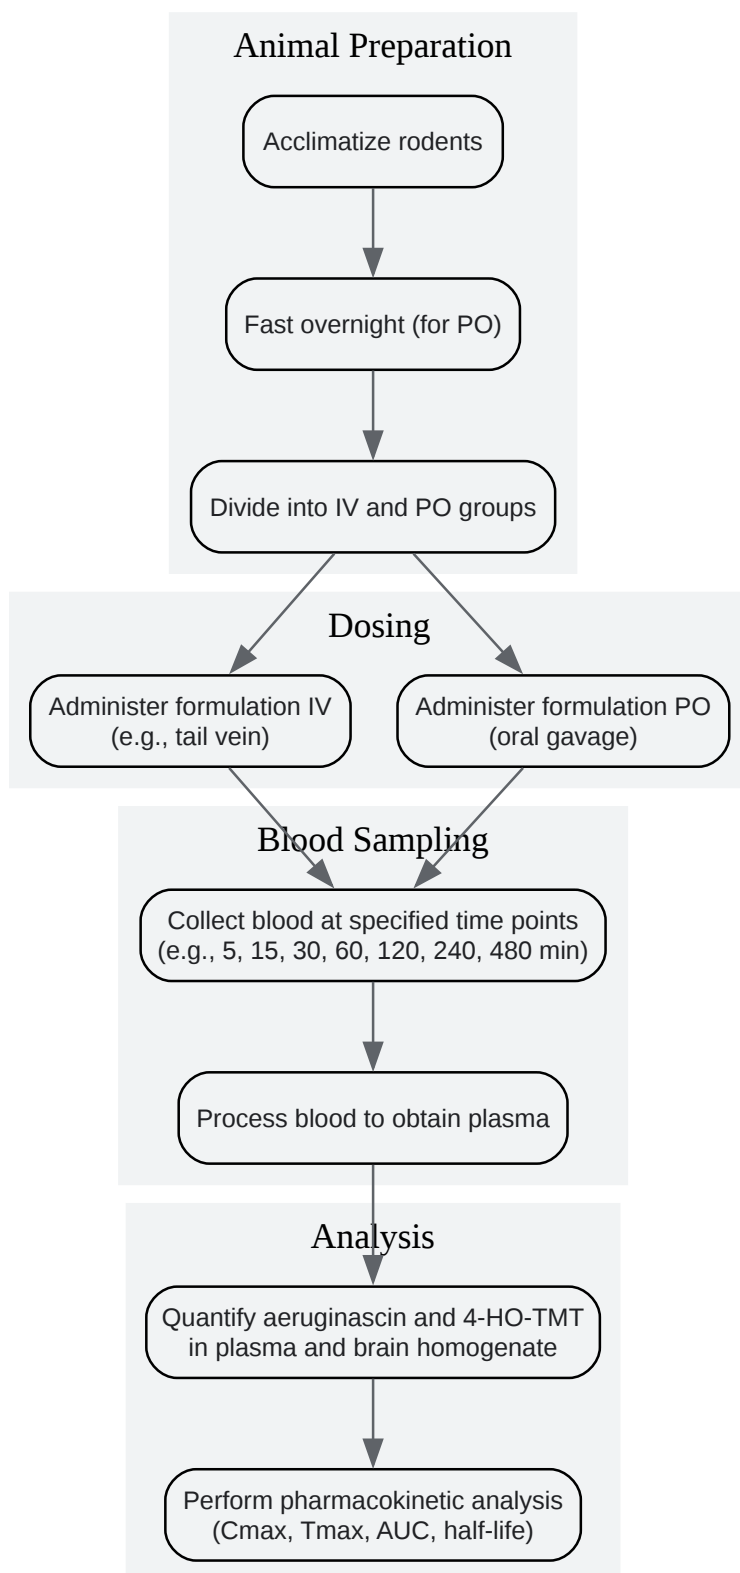 Animal Preparation
Acclimatize rodents
Fast overnight (for PO)
Divide into IV and PO groups
Dosing
Administer formulation IV
(e.g., tail vein)
Administer formulation PO
(oral gavage)
Blood Sampling
Collect blood at specified time points
(e.g., 5, 15, 30, 60, 120, 240, 480 min)
Process blood to obtain plasma
Analysis
Quantify aeruginascin and 4-HO-TMT
in plasma and brain homogenate
Perform pharmacokinetic analysis
(Cmax, Tmax, AUC, half-life)